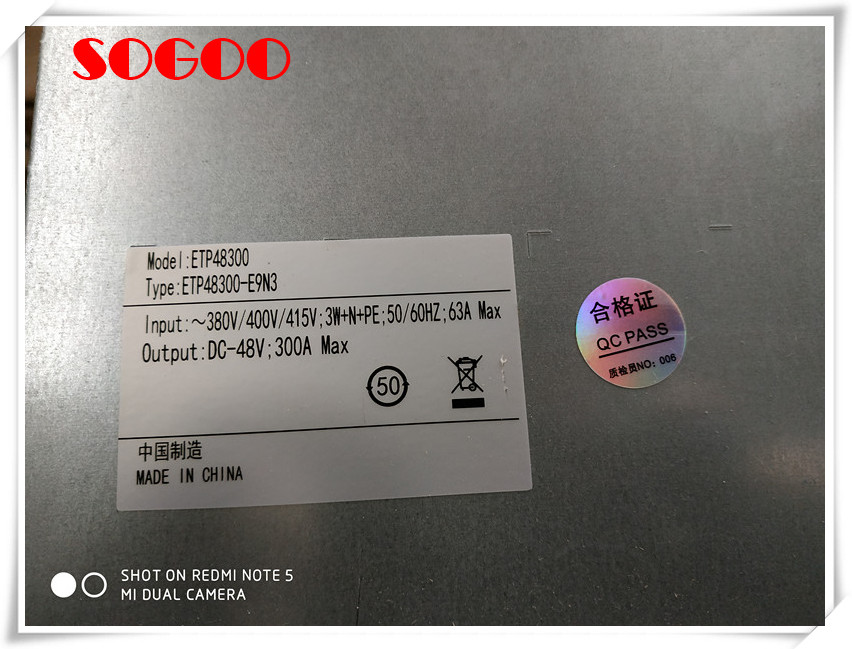 SOGOO
Model:ETP48300
Type:ETP48300-E9N3
Input:～380V/400V/415V;3W+N+PE;50/60HZ;63A Max
Output:DC-48V;300A Max
50
中国制造
MADE IN CHINA
合格证
QC PASS
质检员NO: 006
SHOT ON REDMI NOTE 5
MI DUAL CAMERA